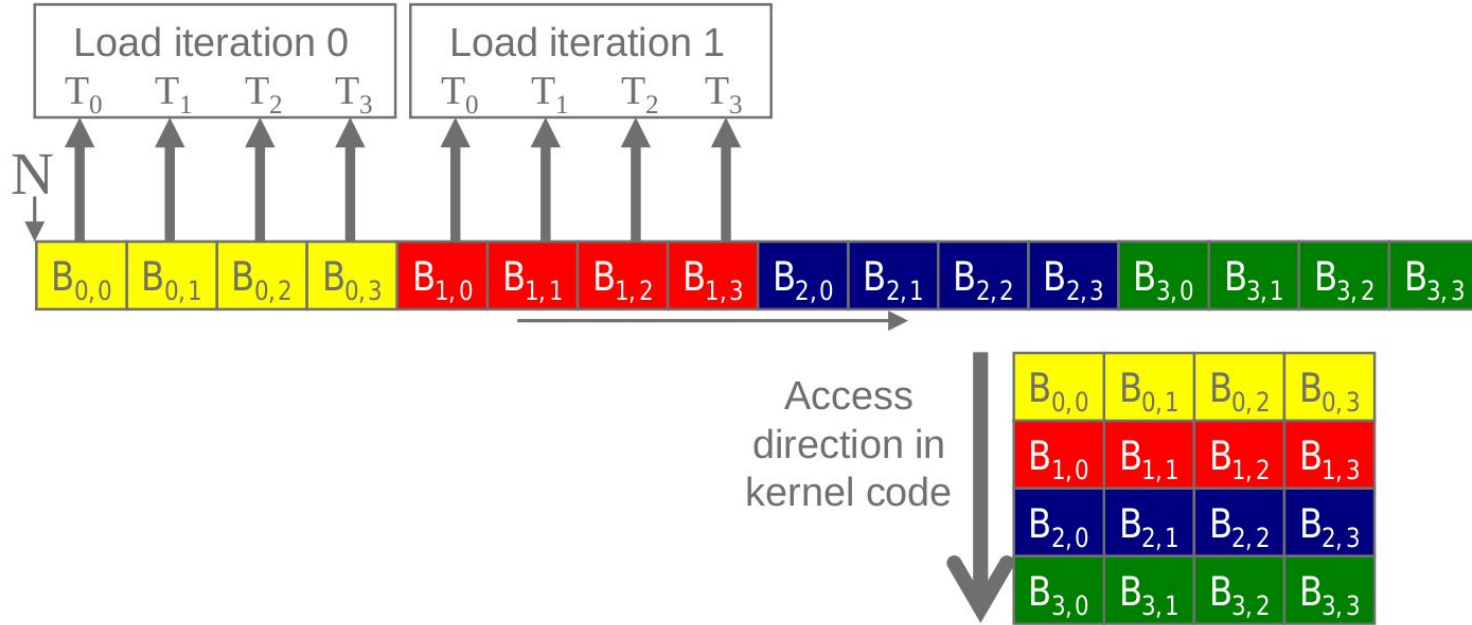 Load iteration 0 Load iteration 1
T0 T1 T2 T3 T0 T1 T2 T3
N
B0,0 B0,1 B0,2 B0,3 B1,0 B1,1 B1,2 B1,3 B2,0 B2,1 B2,2 B2,3 B3,0 B3,1 B3,2 B3,3
Access
direction in
kernel code
B0,0 B0,1 B0,2 B0,3
B1,0 B1,1 B1,2 B1,3
B2,0 B2,1 B2,2 B2,3
B3,0 B3,1 B3,2 B3,3